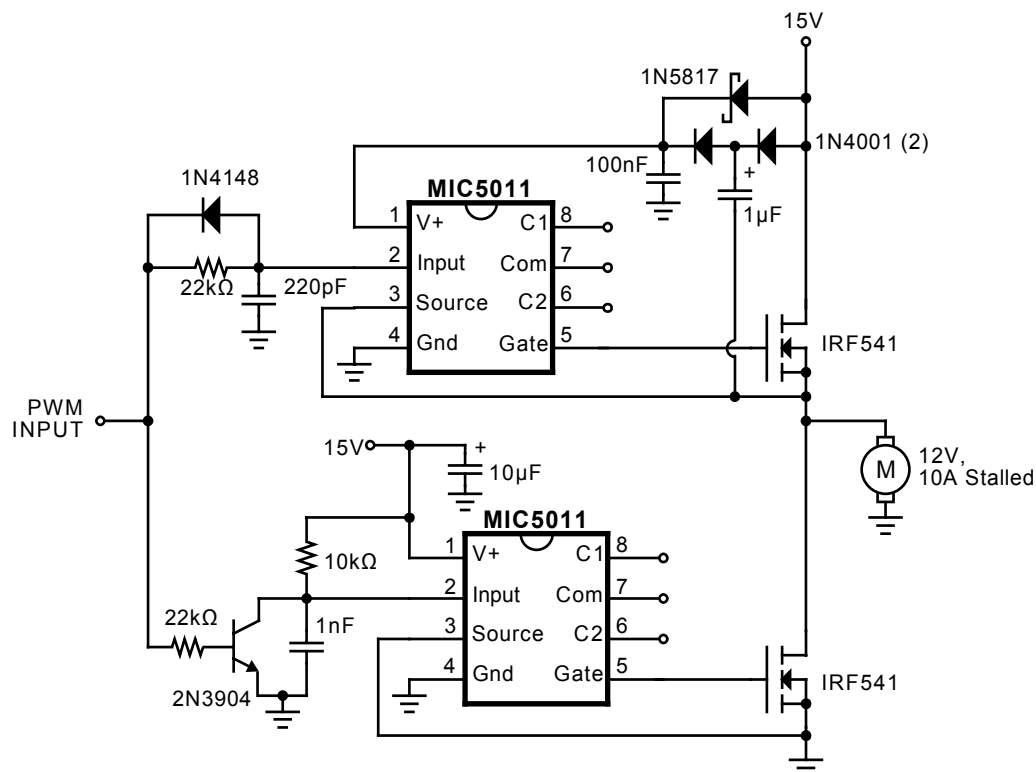 15V
1N5817
1N4001 (2)
100nF
+
1µF
1N4148
22kΩ
220pF
MIC5011
1 V+ C1 8
2 Input Com 7
3 Source C2 6
4 Gnd Gate 5
IRF541
PWM
INPUT
15V
+
10µF
M
12V,
10A Stalled
MIC5011
10kΩ
1 V+ C1 8
2 Input Com 7
3 Source C2 6
4 Gnd Gate 5
22kΩ
1nF
2N3904
IRF541